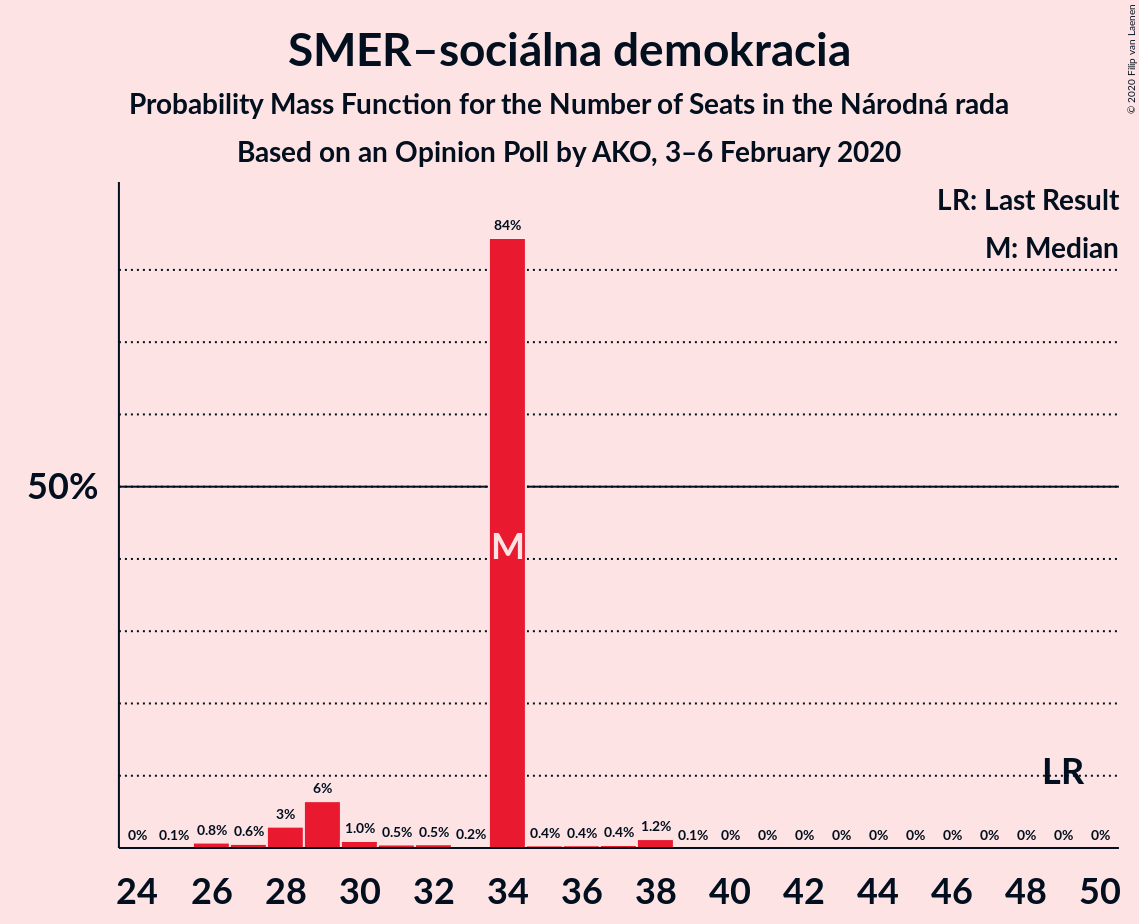 SMER–sociálna demokracia
Probability Mass Function for the Number of Seats in the Národná rada
Based on an Opinion Poll by AKO, 3–6 February 2020
© 2020 Filip van Laenen
LR: Last Result
M: Median
84%
50%
M
LR
6%
3%
0% 0.1% 0.8% 0.6% 1.0% 0.5% 0.5% 0.2% 0.4% 0.4% 0.4% 1.2% 0.1% 0% 0% 0% 0% 0% 0% 0% 0% 0% 0% 0%
24 26 28 30 32 34 36 38 40 42 44 46 48 50